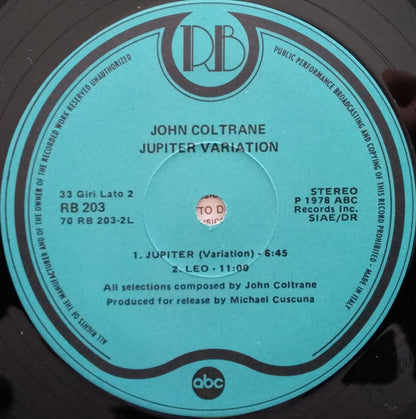 RB
ALL RIGHTS OF THE MANUFACTURER AND OF THE OWNER OF THE RECORDED WORK RESERVED UNAUTHORIZED
PUBLIC PERFORMANCE BROADCASTING AND COPYING OF THIS RECORD PROHIBITED - MADE IN ITALY
JOHN COLTRANE
JUPITER VARIATION
33 Giri Lato 2
RB 203
70 RB 203-2L
STEREO
P 1978 ABC
Records Inc.
SIAE/DR
TO D
1. JUPITER (Variation) - 6:45
2. LEO - 11:00
All selections composed by John Coltrane
Produced for release by Michael Cuscuna
abc